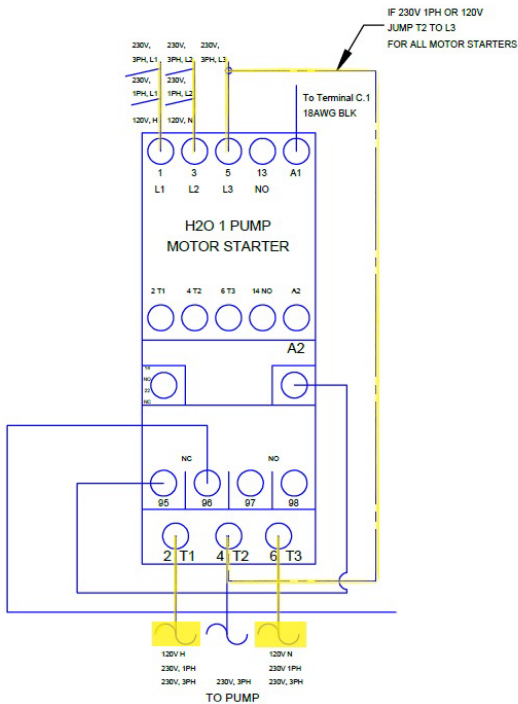 IF 230V 1PH OR 120V
JUMP T2 TO L3
FOR ALL MOTOR STARTERS
230V, 230V, 230V,
3PH, L1 3PH, L2 3PH, L3
230V, 230V,
1PH, L1 1PH, L2
120V, H 120V, N
To Terminal C.1
18AWG BLK
1 3 5 13 A1
L1 L2 L3 NO
H2O 1 PUMP
MOTOR STARTER
2 T1 4 T2 6 T3 14 NO A2
A2
14
NO
22
NC
NC NO
95 96 97 98
2 T1 4 T2 6 T3
120V H 120V N
230V, 1PH 230V 1PH
230V, 3PH 230V, 3PH 230V, 3PH
TO PUMP